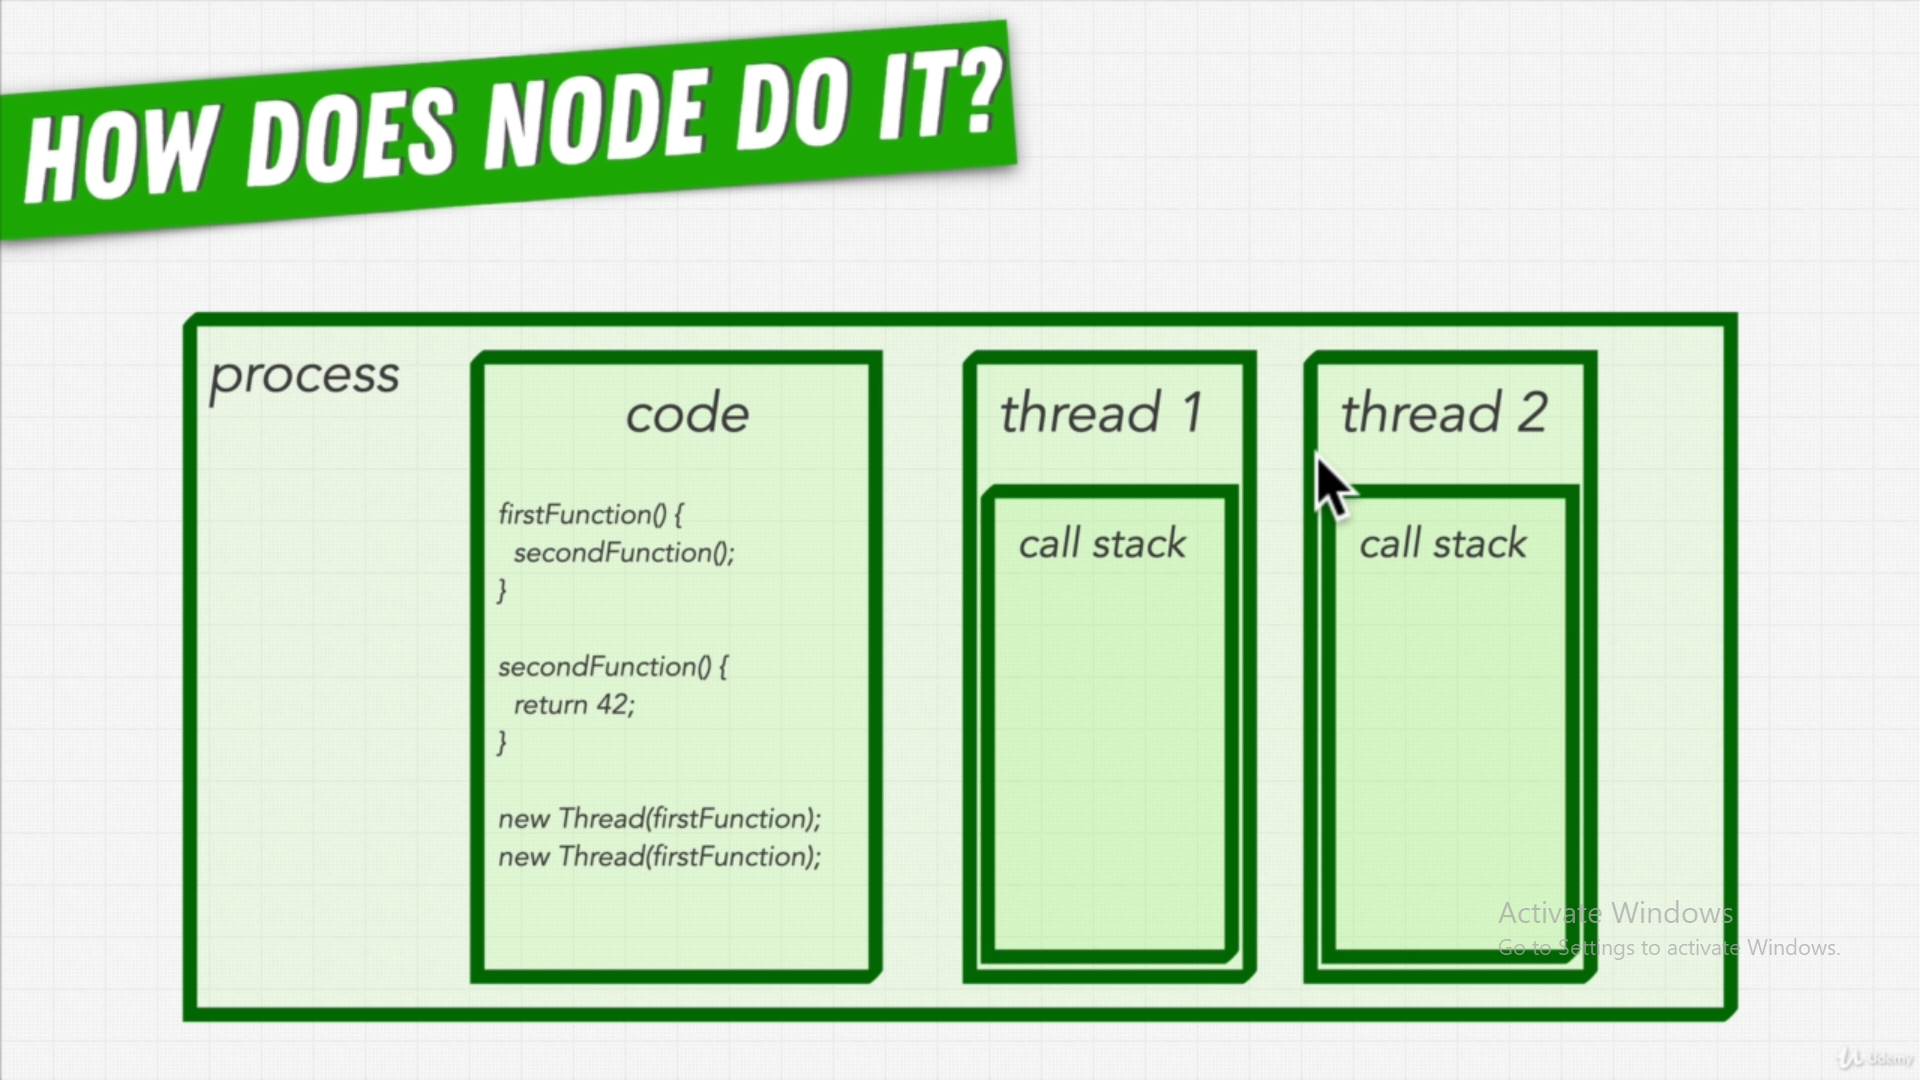 HOW DOES NODE DO IT?
process
code
firstFunction() {
secondFunction();
}
secondFunction() {
return 42;
}
new Thread(firstFunction);
new Thread(firstFunction);
thread 1
call stack
thread 2
call stack
Activate Windows
Go to Settings to activate Windows.
Udemy